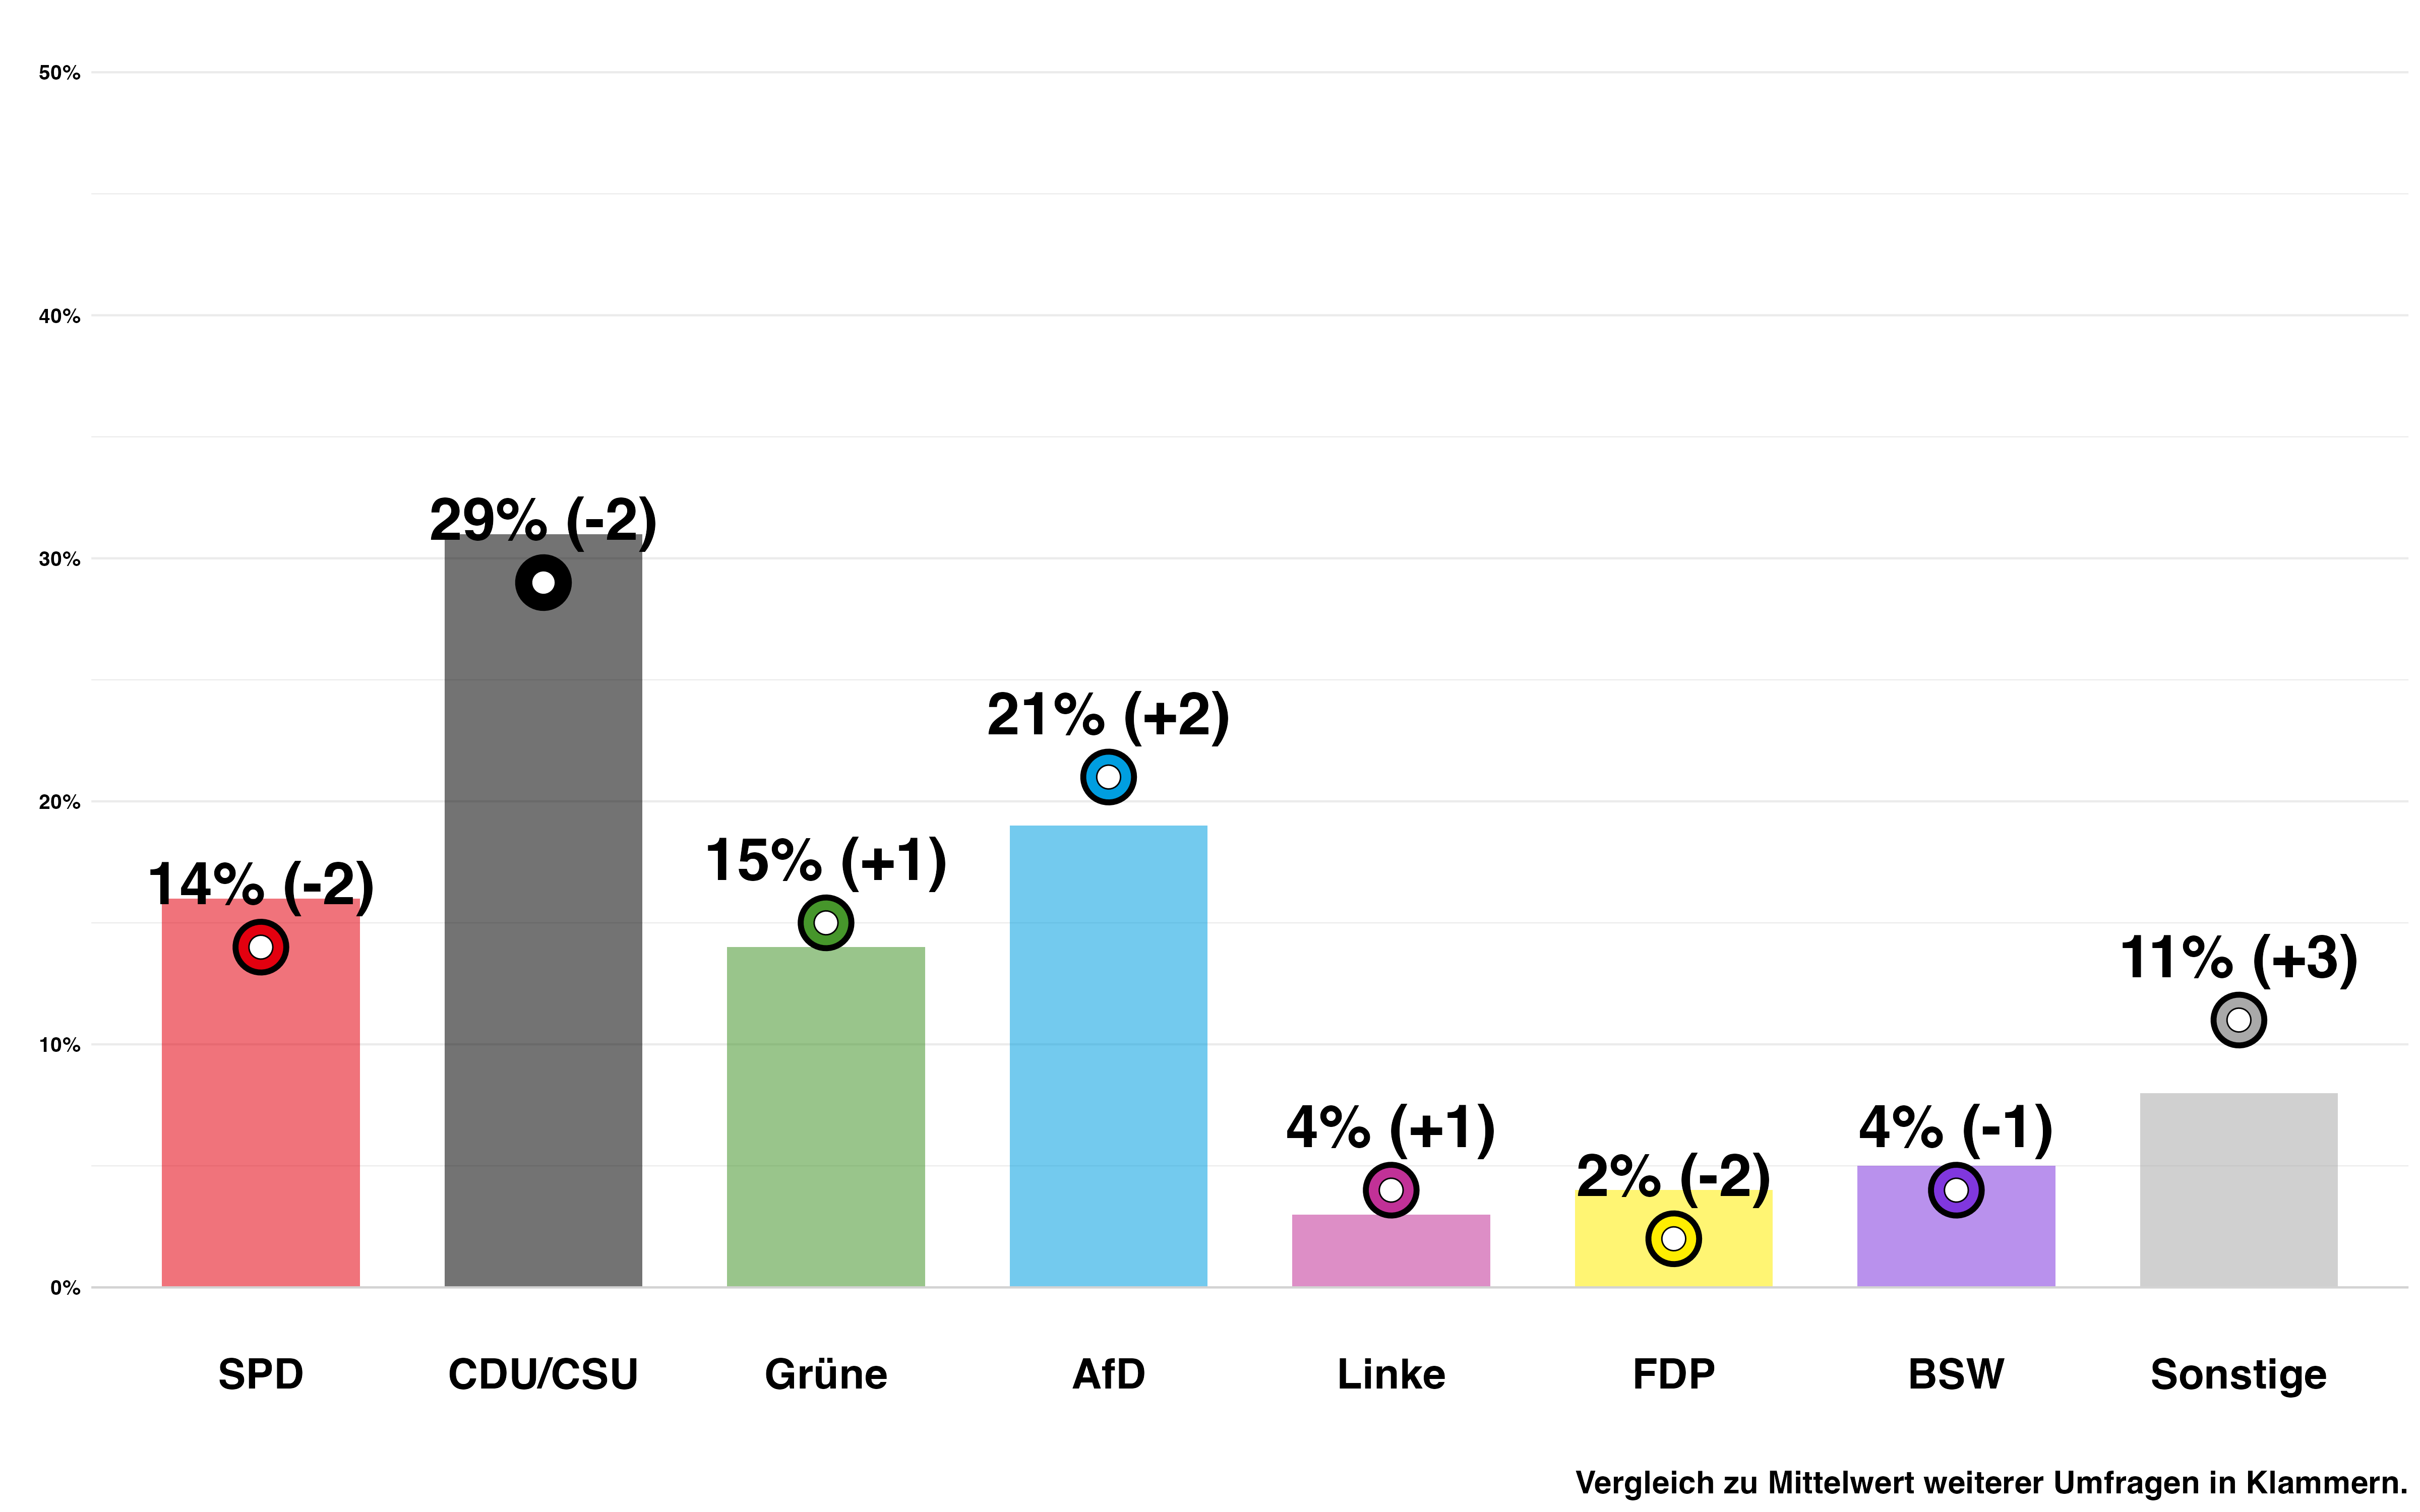 50%
40%
30%
20%
10%
0%
14% (-2)
29% (-2)
15% (+1)
21% (+2)
4% (+1)
2% (-2)
4% (-1)
11% (+3)
SPD
CDU/CSU
Grüne
AfD
Linke
FDP
BSW
Sonstige
Vergleich zu Mittelwert weiterer Umfragen in Klammern.